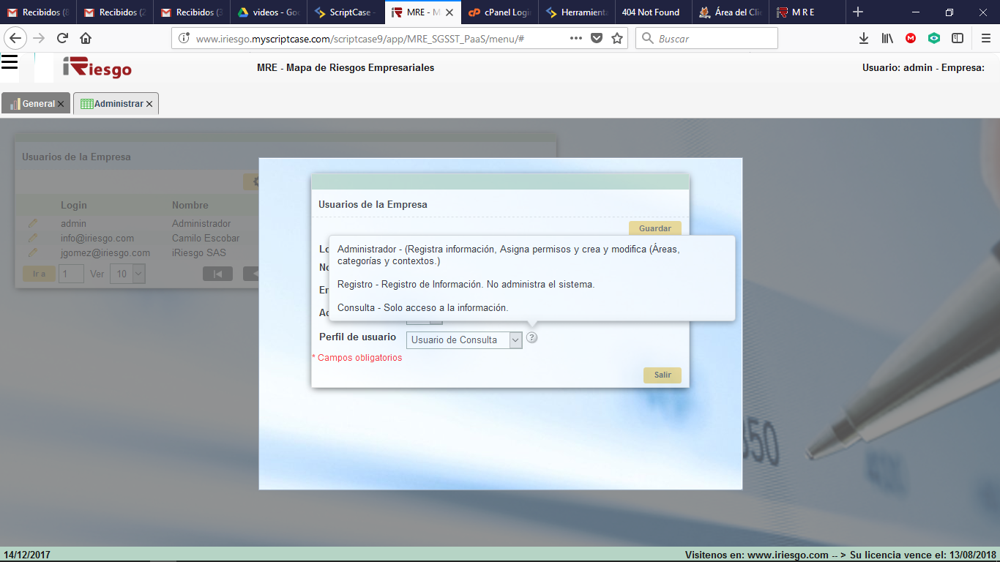 Recibidos (8
Recibidos (2
Recibidos (3
videos - Goo
ScriptCase -
MRE - M
cPanel Login
Herramienta
404 Not Found
Área del Clie
M R E
www.iriesgo.myscriptcase.com/scriptcase9/app/MRE_SGSST_PaaS/menu/#
Buscar
iRiesgo
MRE - Mapa de Riesgos Empresariales
Usuario: admin - Empresa:
General
Administrar
Usuarios de la Empresa
Login Nombre
admin Administrador
info@iriesgo.com Camilo Escobar
jgomez@iriesgo.com iRiesgo SAS
Ir a 1 Ver 10
Usuarios de la Empresa
Guardar
Lo
No
Em
Ac
Administrador - (Registra información, Asigna permisos y crea y modifica (Áreas,
categorías y contextos.)
Registro - Registro de Información. No administra el sistema.
Consulta - Solo acceso a la información.
Perfil de usuario Usuario de Consulta ?
* Campos obligatorios
Salir
350
14/12/2017
Visitenos en: www.iriesgo.com -- > Su licencia vence el: 13/08/2018